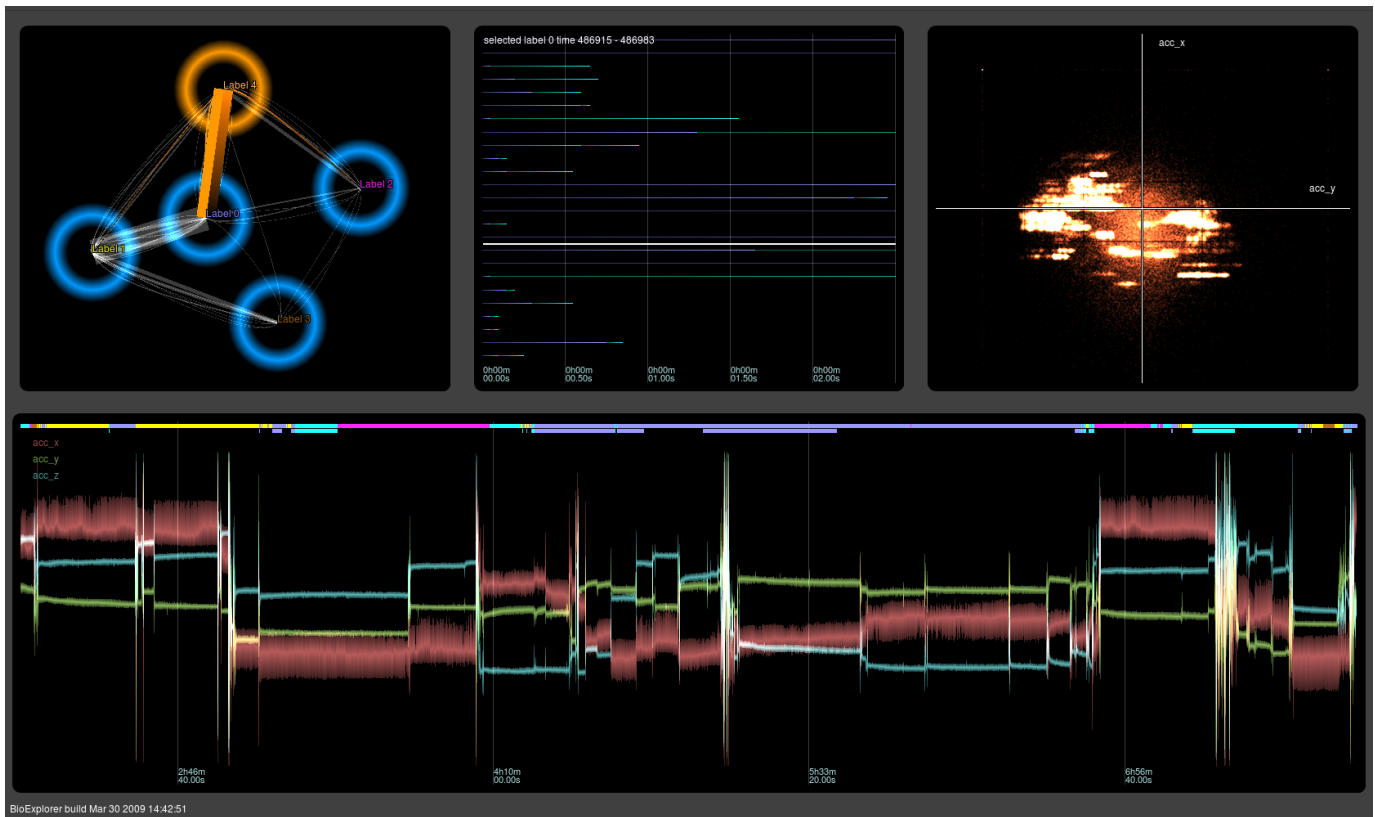 Label 4
Label 2
Label 0
Label 1
Label 3
selected label 0 time 486915 - 486983
0h00m 0h00m 0h00m 0h00m 0h00m
00.00s 00.50s 01.00s 01.50s 02.00s
acc_x
acc_y
acc_x
acc_y
acc_z
2h46m 4h10m 5h33m 6h56m
40.00s 00.00s 20.00s 40.00s
BioExplorer build Mar 30 2009 14:42:51